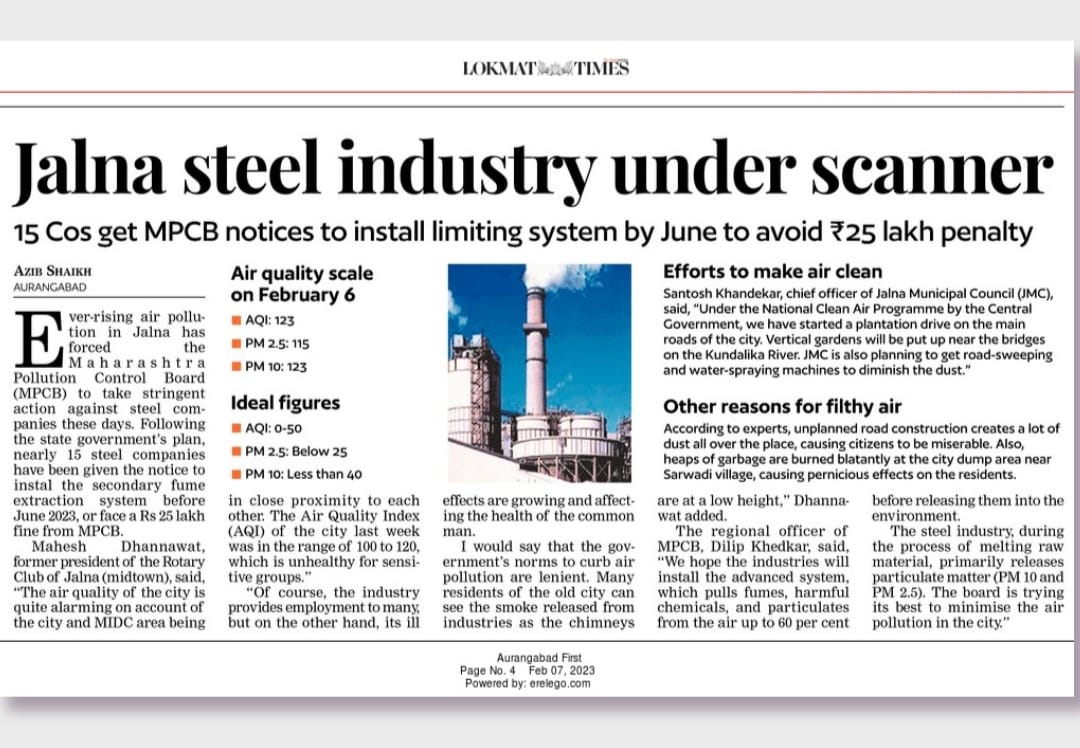 LOKMAT TIMES
Jalna steel industry under scanner
15 Cos get MPCB notices to install limiting system by June to avoid ₹25 lakh penalty
AZIB SHAIKH
AURANGABAD
Ever-rising air pollu-
tion in Jalna has
forced the
Maharashtra
Pollution Control Board
(MPCB) to take stringent
action against steel com-
panies these days. Following
the state government's plan,
nearly 15 steel companies
have been given the notice to
instal the secondary fume
extraction system before
June 2023, or face a Rs 25 lakh
fine from MPCB.
Mahesh Dhannawat,
former president of the Rotary
Club of Jalna (midtown), said,
"The air quality of the city is
quite alarming on account of
the city and MIDC area being
Air quality scale
on February 6
AQI: 123
PM 2.5: 115
PM 10: 123
Ideal figures
AQI: 0-50
PM 2.5: Below 25
PM 10: Less than 40
in close proximity to each
other. The Air Quality Index
(AQI) of the city last week
was in the range of 100 to 120,
which is unhealthy for sensi-
tive groups."
"Of course, the industry
provides employment to many,
but on the other hand, its ill
effects are growing and affect-
ing the health of the common
man.
I would say that the gov-
ernment's norms to curb air
pollution are lenient. Many
residents of the old city can
see the smoke released from
industries as the chimneys
Efforts to make air clean
Santosh Khandekar, chief officer of Jalna Municipal Council (JMC),
said, "Under the National Clean Air Programme by the Central
Government, we have started a plantation drive on the main
roads of the city. Vertical gardens will be put up near the bridges
on the Kundalika River. JMC is also planning to get road-sweeping
and water-spraying machines to diminish the dust."
Other reasons for filthy air
According to experts, unplanned road construction creates a lot of
dust all over the place, causing citizens to be miserable. Also,
heaps of garbage are burned blatantly at the city dump area near
Sarwadi village, causing pernicious effects on the residents.
are at a low height," Dhanna-
wat added.
The regional officer of
MPCB, Dilip Khedkar, said,
"We hope the industries will
install the advanced system,
which pulls fumes, harmful
chemicals, and particulates
from the air up to 60 per cent
before releasing them into the
environment.
The steel industry, during
the process of melting raw
material, primarily releases
particulate matter (PM 10 and
PM 2.5). The board is trying
its best to minimise the air
pollution in the city."
Aurangabad First
Page No. 4 Feb 07, 2023
Powered by: erelego.com